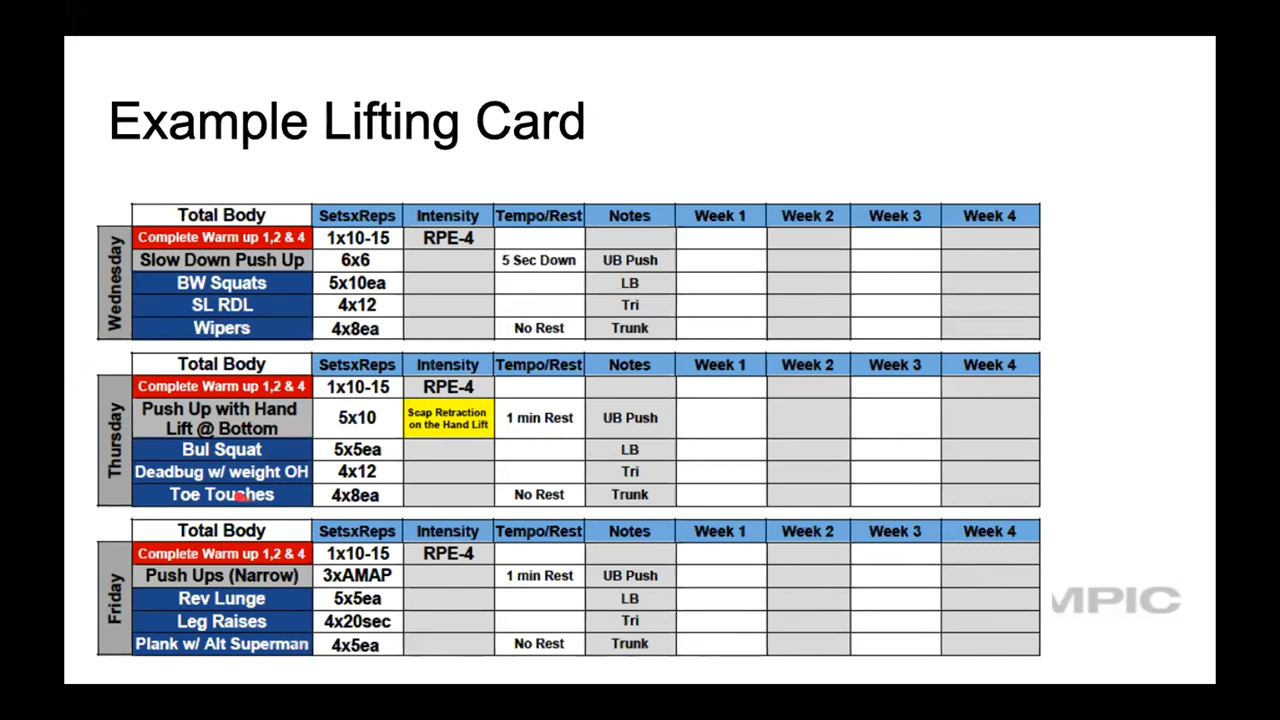 Example Lifting Card
Total Body SetsxReps Intensity Tempo/Rest Notes Week 1 Week 2 Week 3 Week 4
Wednesday
Complete Warm up 1,2 & 4 1x10-15 RPE-4
Slow Down Push Up 6x6 5 Sec Down UB Push
BW Squats 5x10ea LB
SL RDL 4x12 Tri
Wipers 4x8ea No Rest Trunk
Total Body SetsxReps Intensity Tempo/Rest Notes Week 1 Week 2 Week 3 Week 4
Thursday
Complete Warm up 1,2 & 4 1x10-15 RPE-4
Push Up with Hand
Lift @ Bottom 5x10 Scap Retraction
on the Hand Lift 1 min Rest UB Push
Bul Squat 5x5ea LB
Deadbug w/ weight OH 4x12 Tri
Toe Touches 4x8ea No Rest Trunk
Total Body SetsxReps Intensity Tempo/Rest Notes Week 1 Week 2 Week 3 Week 4
Friday
Complete Warm up 1,2 & 4 1x10-15 RPE-4
Push Ups (Narrow) 3xAMAP 1 min Rest UB Push
Rev Lunge 5x5ea LB
Leg Raises 4x20sec Tri
Plank w/ Alt Superman 4x5ea No Rest Trunk
MPIC